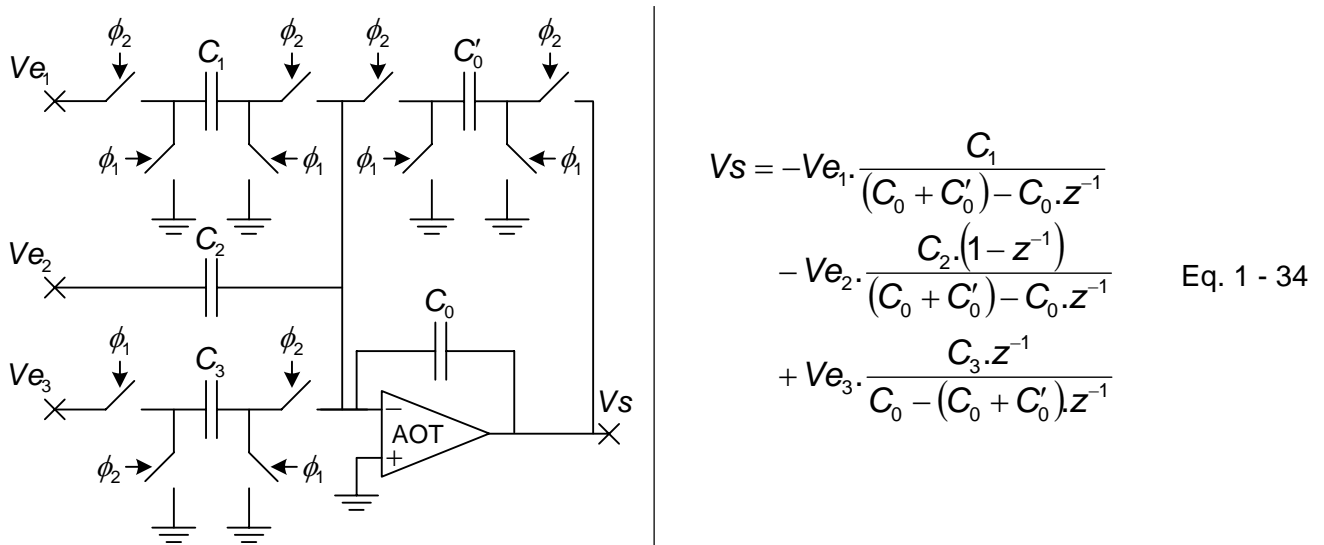 ϕ₂ C₁ ϕ₂ ϕ₂ C′₀ ϕ₂
Ve₁
ϕ₁ ϕ₁ ϕ₁ ϕ₁
Ve₂ C₂
C₀
Ve₃ ϕ₁ C₃ ϕ₂
Vs
− AOT +
ϕ₂ ϕ₁
Vs = −Ve₁. C₁ / ((C₀ + C′₀) − C₀.z⁻¹)
− Ve₂. C₂.(1 − z⁻¹) / ((C₀ + C′₀) − C₀.z⁻¹) Eq. 1 - 34
+ Ve₃. C₃.z⁻¹ / (C₀ − (C₀ + C′₀).z⁻¹)